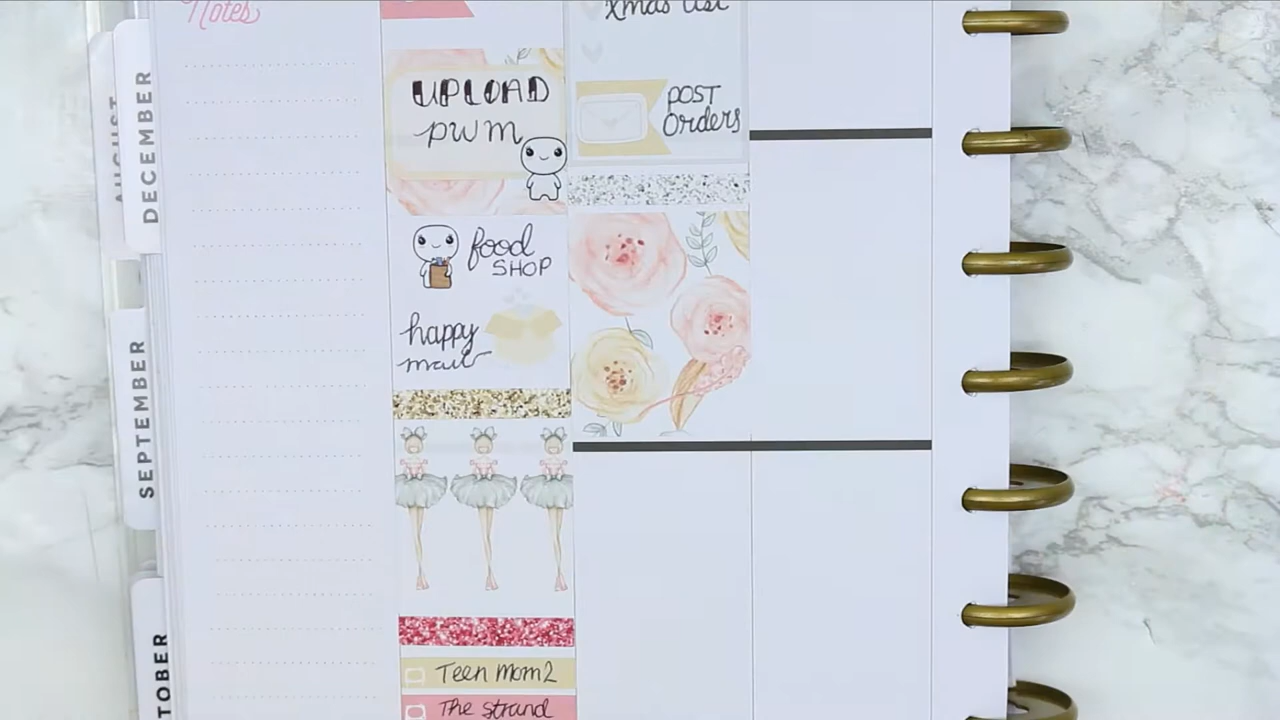 Notes
AUGUST
DECEMBER
SEPTEMBER
TOBER
UPLOAD
pwm
food
SHOP
happy
mail
Teen Mom2
The strand
Xmas list
POST
Orders